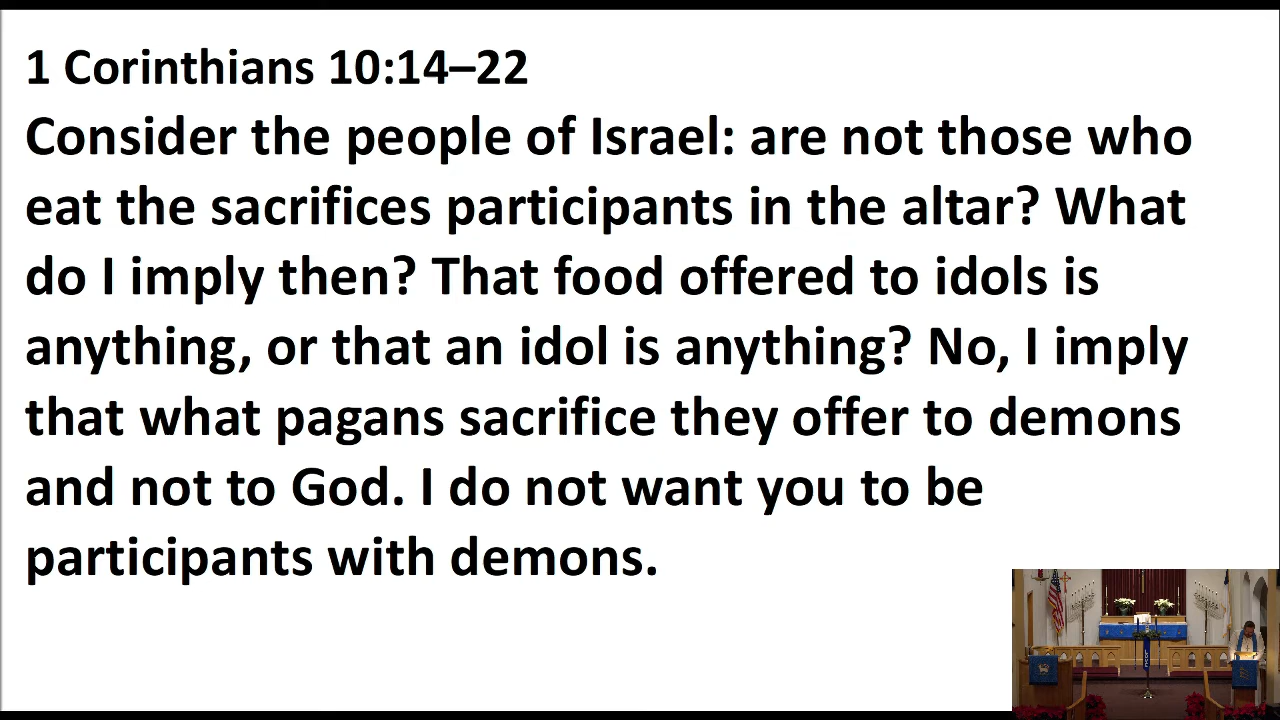 1 Corinthians 10:14–22
Consider the people of Israel: are not those who
eat the sacrifices participants in the altar? What
do I imply then? That food offered to idols is
anything, or that an idol is anything? No, I imply
that what pagans sacrifice they offer to demons
and not to God. I do not want you to be
participants with demons.